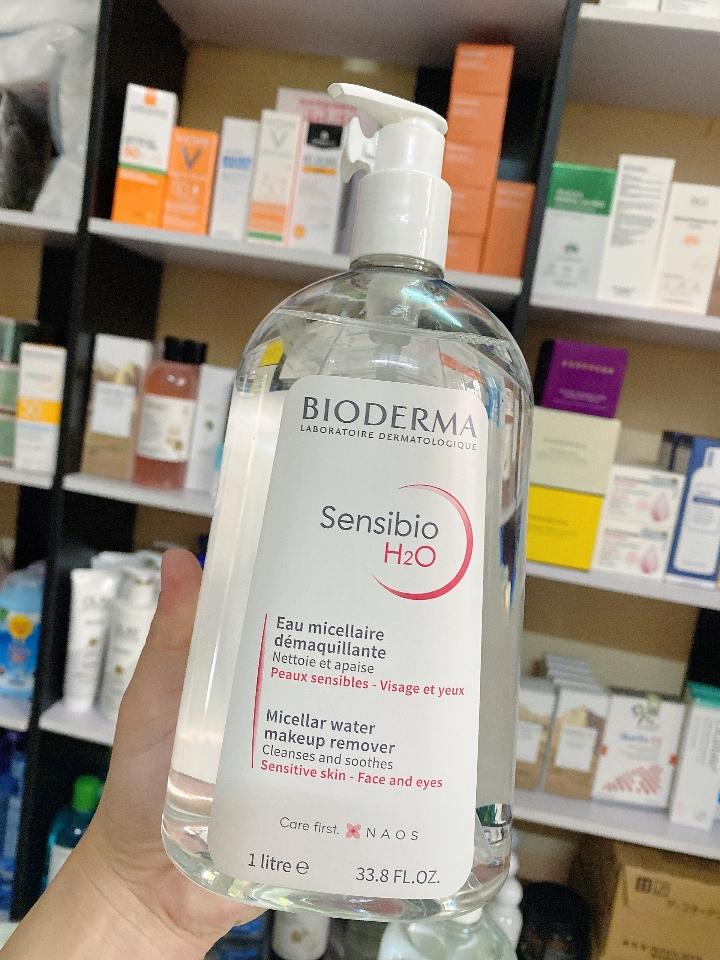 BIODERMA
LABORATOIRE DERMATOLOGIQUE
Sensibio
H2O
Eau micellaire
démaquillante
Nettoie et apaise
Peaux sensibles - Visage et yeux
Micellar water
makeup remover
Cleanses and soothes
Sensitive skin - Face and eyes
Care first. NAOS
1 litre ℮ 33.8 FL.OZ.